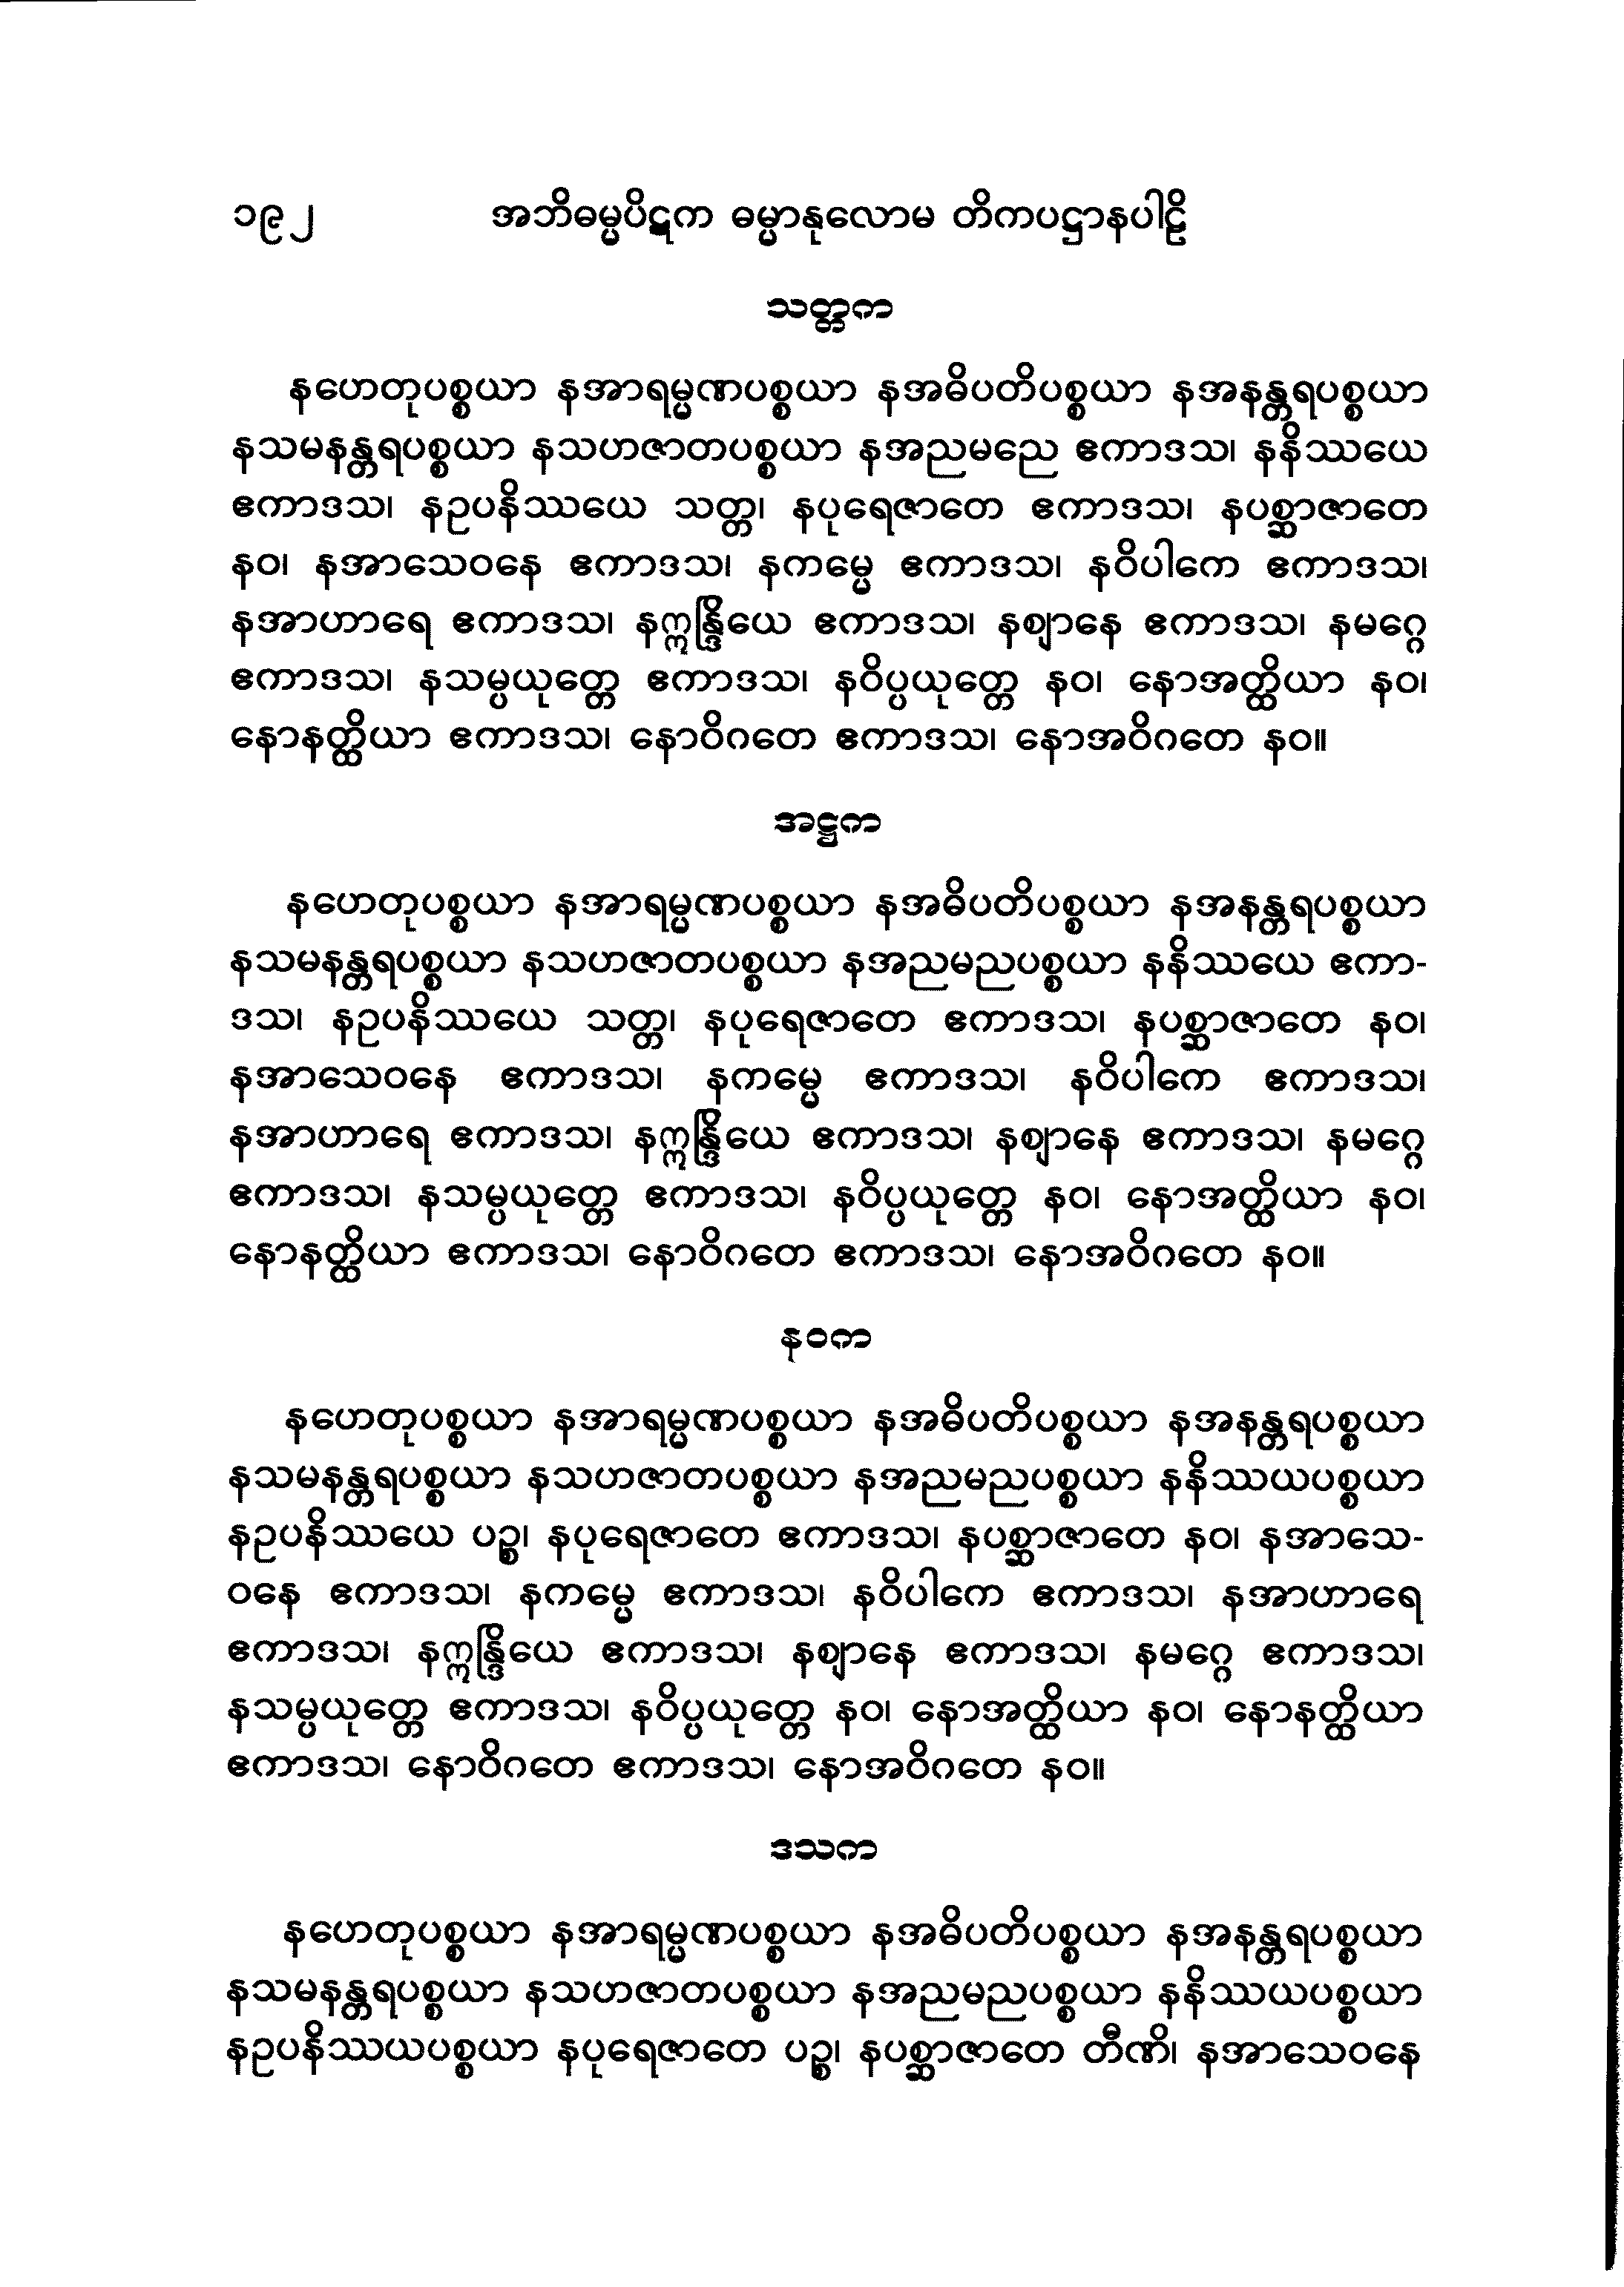 ၁၉၂ အဘိဓမ္မပိဋက ဓမ္မာနုလောမ တိကပဋ္ဌာနပါဠိ
သတ္တက
နဟေတုပစ္စယာ နအာရမ္မဏပစ္စယာ နအဓိပတိပစ္စယာ နအနန္တရပစ္စယာ
နသမနန္တရပစ္စယာ နသဟဇာတပစ္စယာ နအညမညေ ဧကာဒသ၊ နနိဿယေ
ဧကာဒသ၊ နဥပနိဿယေ သတ္တ၊ နပုရေဇာတေ ဧကာဒသ၊ နပစ္ဆာဇာတေ
နဝ၊ နအာသေဝနေ ဧကာဒသ၊ နကမ္မေ ဧကာဒသ၊ နဝိပါကေ ဧကာဒသ၊
နအာဟာရေ ဧကာဒသ၊ နဣန္ဒြိယေ ဧကာဒသ၊ နဈာနေ ဧကာဒသ၊ နမဂ္ဂေ
ဧကာဒသ၊ နသမ္ပယုတ္တေ ဧကာဒသ၊ နဝိပ္ပယုတ္တေ နဝ၊ နောအတ္ထိယာ နဝ၊
နောနတ္ထိယာ ဧကာဒသ၊ နောဝိဂတေ ဧကာဒသ၊ နောအဝိဂတေ နဝ။
အဋ္ဌက
နဟေတုပစ္စယာ နအာရမ္မဏပစ္စယာ နအဓိပတိပစ္စယာ နအနန္တရပစ္စယာ
နသမနန္တရပစ္စယာ နသဟဇာတပစ္စယာ နအညမညပစ္စယာ နနိဿယေ ဧကာ-
ဒသ၊ နဥပနိဿယေ သတ္တ၊ နပုရေဇာတေ ဧကာဒသ၊ နပစ္ဆာဇာတေ နဝ၊
နအာသေဝနေ ဧကာဒသ၊ နကမ္မေ ဧကာဒသ၊ နဝိပါကေ ဧကာဒသ၊
နအာဟာရေ ဧကာဒသ၊ နဣန္ဒြိယေ ဧကာဒသ၊ နဈာနေ ဧကာဒသ၊ နမဂ္ဂေ
ဧကာဒသ၊ နသမ္ပယုတ္တေ ဧကာဒသ၊ နဝိပ္ပယုတ္တေ နဝ၊ နောအတ္ထိယာ နဝ၊
နောနတ္ထိယာ ဧကာဒသ၊ နောဝိဂတေ ဧကာဒသ၊ နောအဝိဂတေ နဝ။
နဝက
နဟေတုပစ္စယာ နအာရမ္မဏပစ္စယာ နအဓိပတိပစ္စယာ နအနန္တရပစ္စယာ
နသမနန္တရပစ္စယာ နသဟဇာတပစ္စယာ နအညမညပစ္စယာ နနိဿယပစ္စယာ
နဥပနိဿယေ ပဉ္စ၊ နပုရေဇာတေ ဧကာဒသ၊ နပစ္ဆာဇာတေ နဝ၊ နအာသေ-
ဝနေ ဧကာဒသ၊ နကမ္မေ ဧကာဒသ၊ နဝိပါကေ ဧကာဒသ၊ နအာဟာရေ
ဧကာဒသ၊ နဣန္ဒြိယေ ဧကာဒသ၊ နဈာနေ ဧကာဒသ၊ နမဂ္ဂေ ဧကာဒသ၊
နသမ္ပယုတ္တေ ဧကာဒသ၊ နဝိပ္ပယုတ္တေ နဝ၊ နောအတ္ထိယာ နဝ၊ နောနတ္ထိယာ
ဧကာဒသ၊ နောဝိဂတေ ဧကာဒသ၊ နောအဝိဂတေ နဝ။
ဒသက
နဟေတုပစ္စယာ နအာရမ္မဏပစ္စယာ နအဓိပတိပစ္စယာ နအနန္တရပစ္စယာ
နသမနန္တရပစ္စယာ နသဟဇာတပစ္စယာ နအညမညပစ္စယာ နနိဿယပစ္စယာ
နဥပနိဿယပစ္စယာ နပုရေဇာတေ ပဉ္စ၊ နပစ္ဆာဇာတေ တီဏိ၊ နအာသေဝနေ